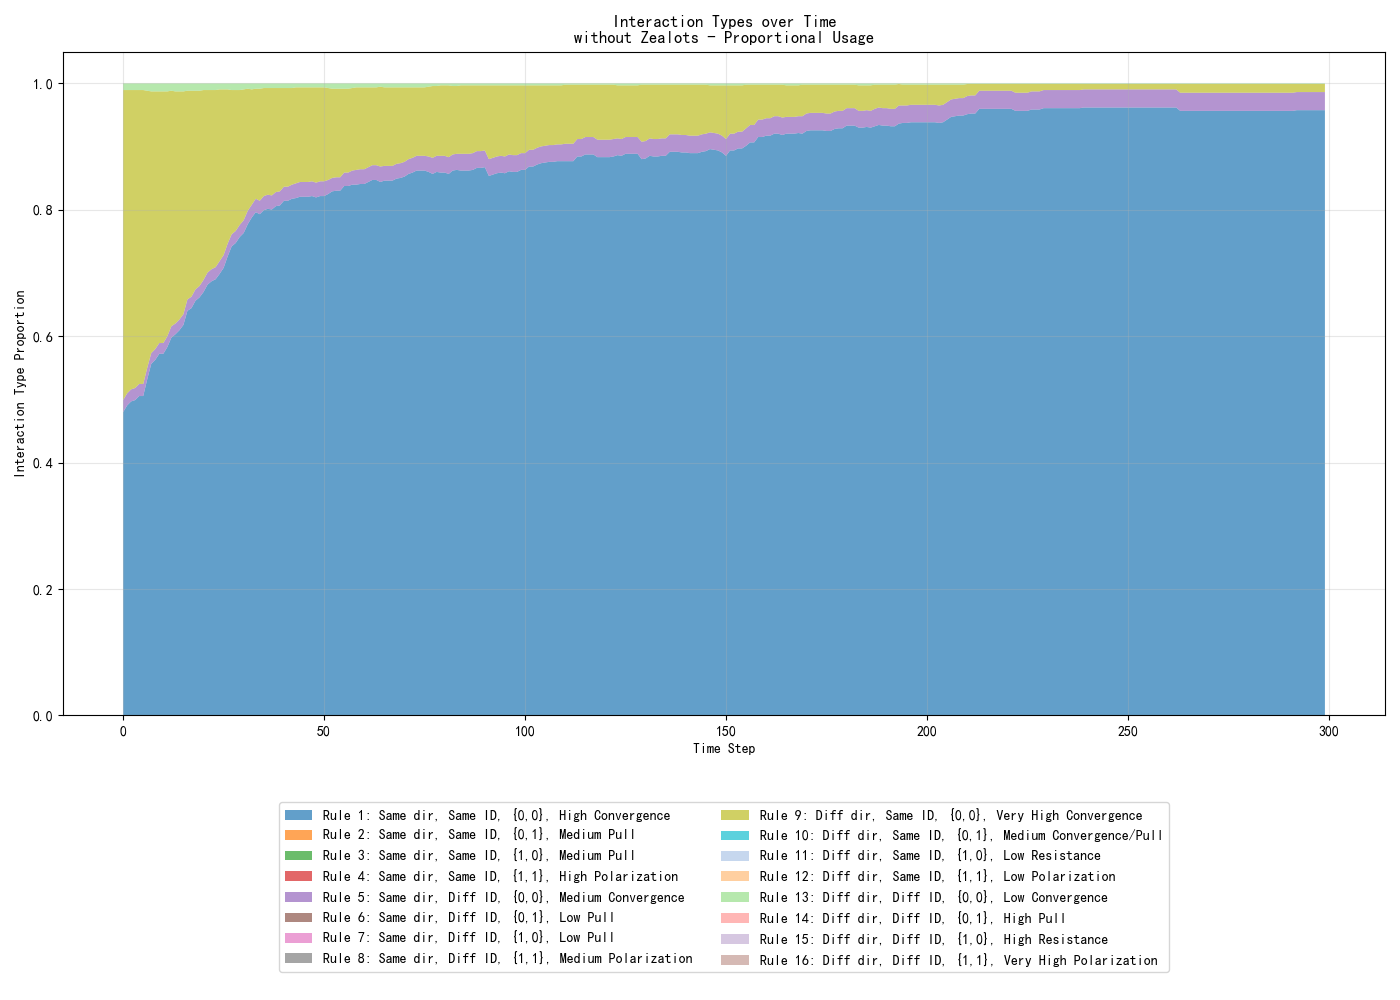 Interaction Types over Time
without Zealots - Proportional Usage
Interaction Type Proportion
1.0
0.8
0.6
0.4
0.2
0.0
0 50 100 150 200 250 300
Time Step
Rule 1: Same dir, Same ID, {0,0}, High Convergence
Rule 2: Same dir, Same ID, {0,1}, Medium Pull
Rule 3: Same dir, Same ID, {1,0}, Medium Pull
Rule 4: Same dir, Same ID, {1,1}, High Polarization
Rule 5: Same dir, Diff ID, {0,0}, Medium Convergence
Rule 6: Same dir, Diff ID, {0,1}, Low Pull
Rule 7: Same dir, Diff ID, {1,0}, Low Pull
Rule 8: Same dir, Diff ID, {1,1}, Medium Polarization
Rule 9: Diff dir, Same ID, {0,0}, Very High Convergence
Rule 10: Diff dir, Same ID, {0,1}, Medium Convergence/Pull
Rule 11: Diff dir, Same ID, {1,0}, Low Resistance
Rule 12: Diff dir, Same ID, {1,1}, Low Polarization
Rule 13: Diff dir, Diff ID, {0,0}, Low Convergence
Rule 14: Diff dir, Diff ID, {0,1}, High Pull
Rule 15: Diff dir, Diff ID, {1,0}, High Resistance
Rule 16: Diff dir, Diff ID, {1,1}, Very High Polarization